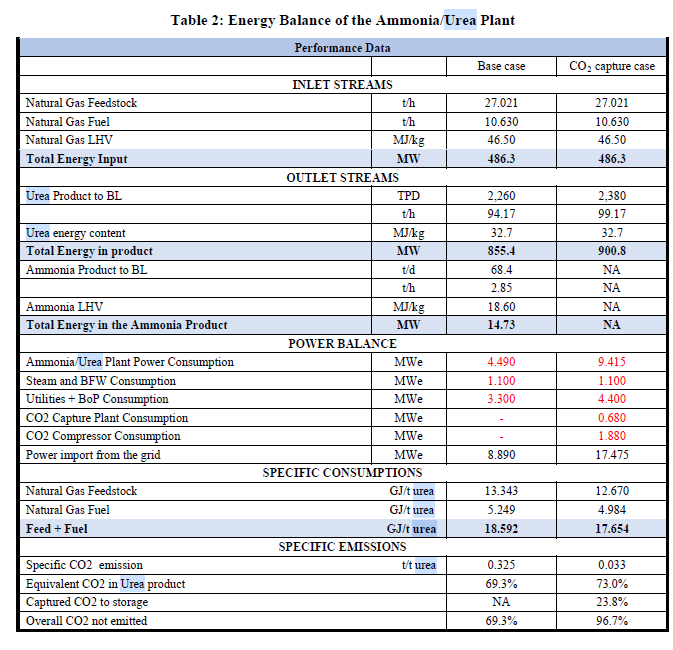 Table 2: Energy Balance of the Ammonia/Urea Plant
Performance Data
Base case CO2 capture case
INLET STREAMS
Natural Gas Feedstock t/h 27.021 27.021
Natural Gas Fuel t/h 10.630 10.630
Natural Gas LHV MJ/kg 46.50 46.50
Total Energy Input MW 486.3 486.3
OUTLET STREAMS
Urea Product to BL TPD 2,260 2,380
t/h 94.17 99.17
Urea energy content MJ/kg 32.7 32.7
Total Energy in product MW 855.4 900.8
Ammonia Product to BL t/d 68.4 NA
t/h 2.85 NA
Ammonia LHV MJ/kg 18.60 NA
Total Energy in the Ammonia Product MW 14.73 NA
POWER BALANCE
Ammonia/Urea Plant Power Consumption MWe 4.490 9.415
Steam and BFW Consumption MWe 1.100 1.100
Utilities + BoP Consumption MWe 3.300 4.400
CO2 Capture Plant Consumption MWe - 0.680
CO2 Compressor Consumption MWe - 1.880
Power import from the grid MWe 8.890 17.475
SPECIFIC CONSUMPTIONS
Natural Gas Feedstock GJ/t urea 13.343 12.670
Natural Gas Fuel GJ/t urea 5.249 4.984
Feed + Fuel GJ/t urea 18.592 17.654
SPECIFIC EMISSIONS
Specific CO2 emission t/t urea 0.325 0.033
Equivalent CO2 in Urea product 69.3% 73.0%
Captured CO2 to storage NA 23.8%
Overall CO2 not emitted 69.3% 96.7%